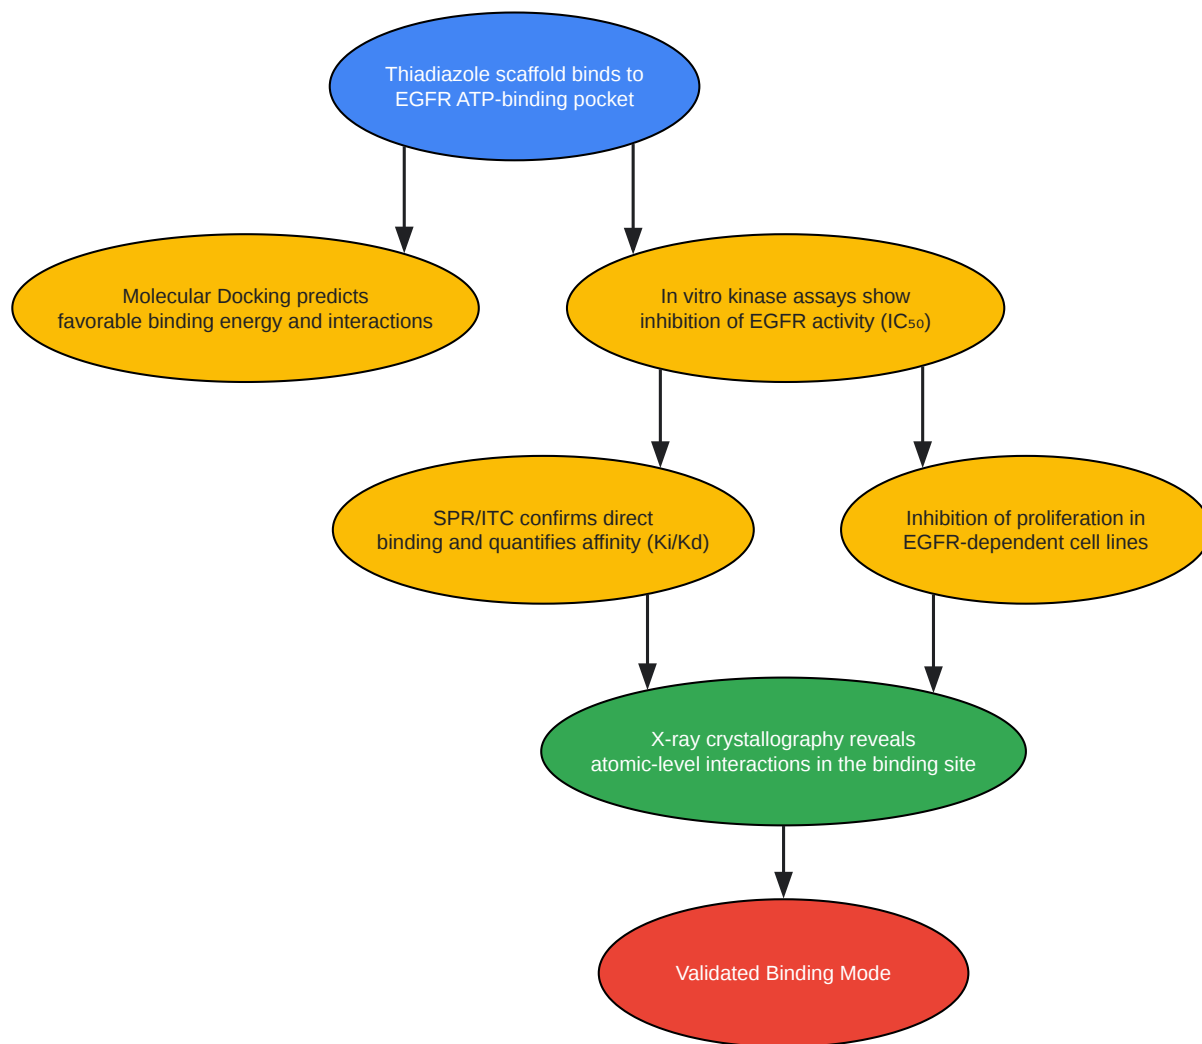 Thiadiazole scaffold binds to
EGFR ATP-binding pocket
Molecular Docking predicts
favorable binding energy and interactions
In vitro kinase assays show
inhibition of EGFR activity (IC₅₀)
SPR/ITC confirms direct
binding and quantifies affinity (Ki/Kd)
Inhibition of proliferation in
EGFR-dependent cell lines
X-ray crystallography reveals
atomic-level interactions in the binding site
Validated Binding Mode